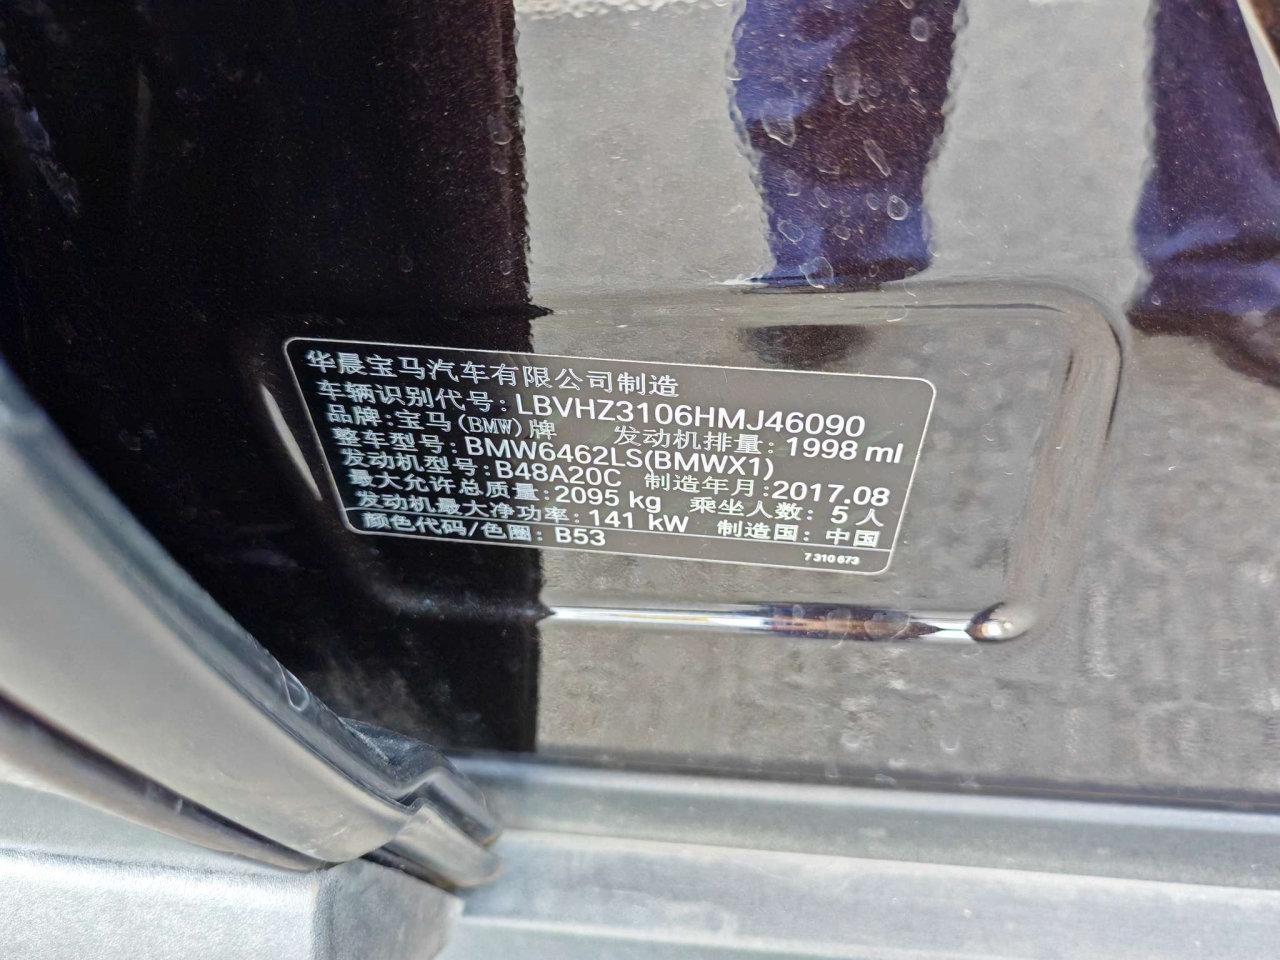 华晨宝马汽车有限公司制造
车辆识别代号: LBVHZ3106HMJ46090
品牌: 宝马(BMW)牌 发动机排量: 1998 ml
整车型号: BMW6462LS(BMWX1)
发动机型号: B48A20C 制造年月: 2017.08
最大允许总质量: 2095 kg 乘坐人数: 5 人
发动机最大净功率: 141 kW 制造国: 中国
颜色代码/色圈: B53
7 310 673